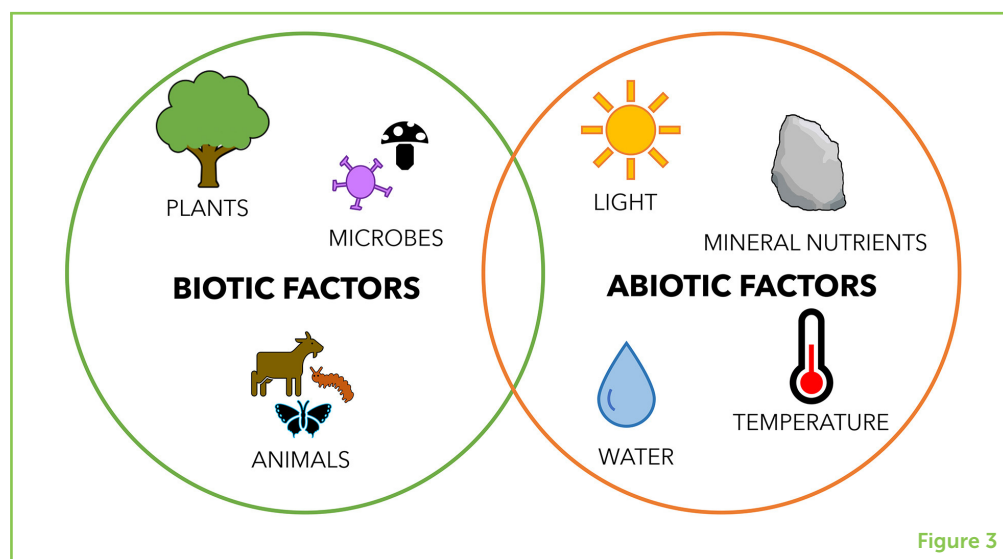 PLANTS
MICROBES
BIOTIC FACTORS
ANIMALS
LIGHT
MINERAL NUTRIENTS
ABIOTIC FACTORS
WATER
TEMPERATURE
Figure 3